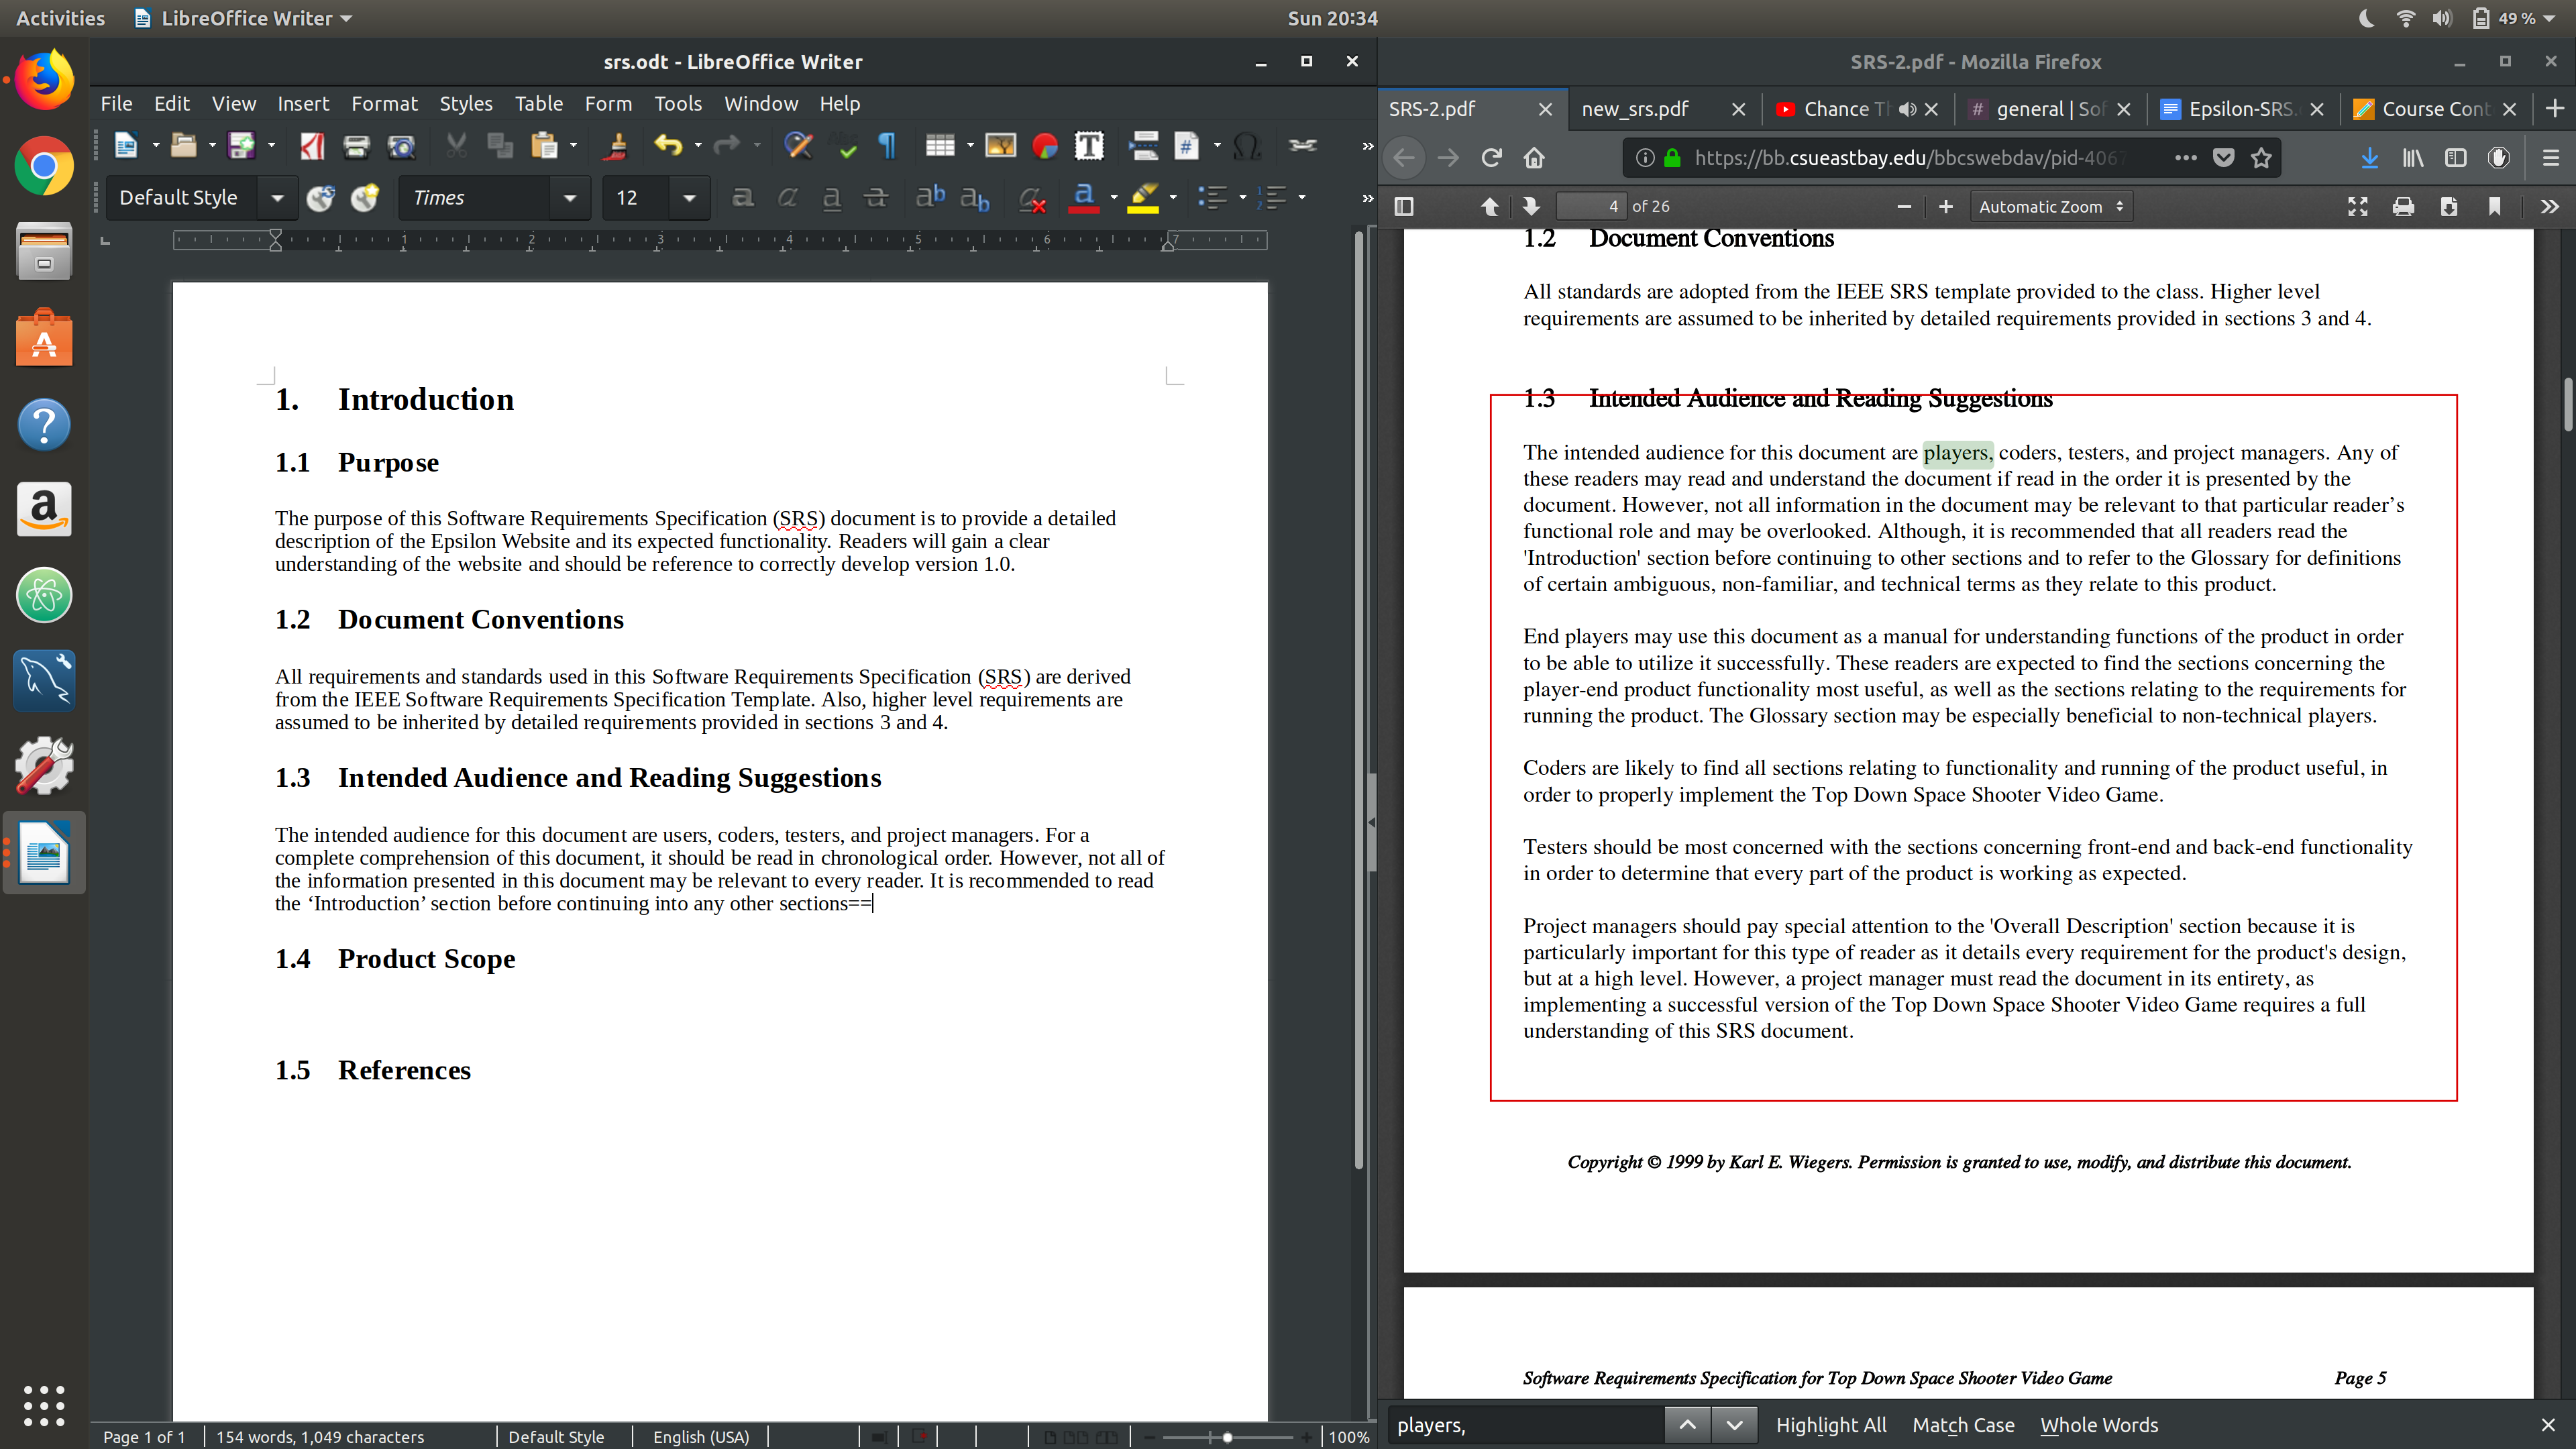 Activities LibreOffice Writer Sun 20:34 49 %
srs.odt - LibreOffice Writer
File Edit View Insert Format Styles Table Form Tools Window Help
Default Style Times 12
1 2 3 4 5 6 7
1. Introduction
1.1 Purpose
The purpose of this Software Requirements Specification (SRS) document is to provide a detailed
description of the Epsilon Website and its expected functionality. Readers will gain a clear
understanding of the website and should be reference to correctly develop version 1.0.
1.2 Document Conventions
All requirements and standards used in this Software Requirements Specification (SRS) are derived
from the IEEE Software Requirements Specification Template. Also, higher level requirements are
assumed to be inherited by detailed requirements provided in sections 3 and 4.
1.3 Intended Audience and Reading Suggestions
The intended audience for this document are users, coders, testers, and project managers. For a
complete comprehension of this document, it should be read in chronological order. However, not all of
the information presented in this document may be relevant to every reader. It is recommended to read
the ‘Introduction’ section before continuing into any other sections==
1.4 Product Scope
1.5 References
Page 1 of 1 154 words, 1,049 characters Default Style English (USA) 100%
SRS-2.pdf - Mozilla Firefox
SRS-2.pdf new_srs.pdf Chance Th general | Sof Epsilon-SRS. Course Cont
https://bb.csueastbay.edu/bbcswebdav/pid-4067
4 of 26 Automatic Zoom
1.2 Document Conventions
All standards are adopted from the IEEE SRS template provided to the class. Higher level
requirements are assumed to be inherited by detailed requirements provided in sections 3 and 4.
1.3 Intended Audience and Reading Suggestions
The intended audience for this document are players, coders, testers, and project managers. Any of
these readers may read and understand the document if read in the order it is presented by the
document. However, not all information in the document may be relevant to that particular reader’s
functional role and may be overlooked. Although, it is recommended that all readers read the
'Introduction' section before continuing to other sections and to refer to the Glossary for definitions
of certain ambiguous, non-familiar, and technical terms as they relate to this product.
End players may use this document as a manual for understanding functions of the product in order
to be able to utilize it successfully. These readers are expected to find the sections concerning the
player-end product functionality most useful, as well as the sections relating to the requirements for
running the product. The Glossary section may be especially beneficial to non-technical players.
Coders are likely to find all sections relating to functionality and running of the product useful, in
order to properly implement the Top Down Space Shooter Video Game.
Testers should be most concerned with the sections concerning front-end and back-end functionality
in order to determine that every part of the product is working as expected.
Project managers should pay special attention to the 'Overall Description' section because it is
particularly important for this type of reader as it details every requirement for the product's design,
but at a high level. However, a project manager must read the document in its entirety, as
implementing a successful version of the Top Down Space Shooter Video Game requires a full
understanding of this SRS document.
Copyright © 1999 by Karl E. Wiegers. Permission is granted to use, modify, and distribute this document.
Software Requirements Specification for Top Down Space Shooter Video Game Page 5
players, Highlight All Match Case Whole Words